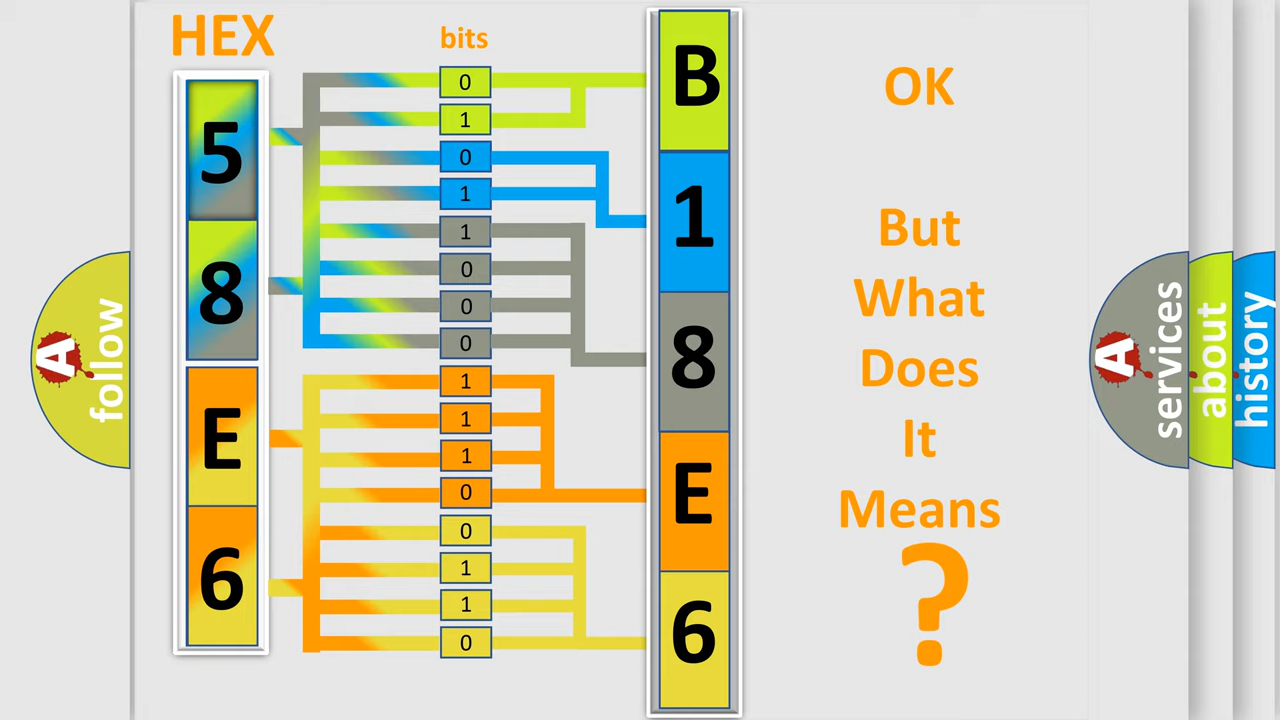 HEX
bits
5
8
E
6
0
1
0
1
1
0
0
0
1
1
1
0
0
1
1
0
B
1
8
E
6
OK
But
What
Does
It
Means
?
A
follow
A
services
about
history